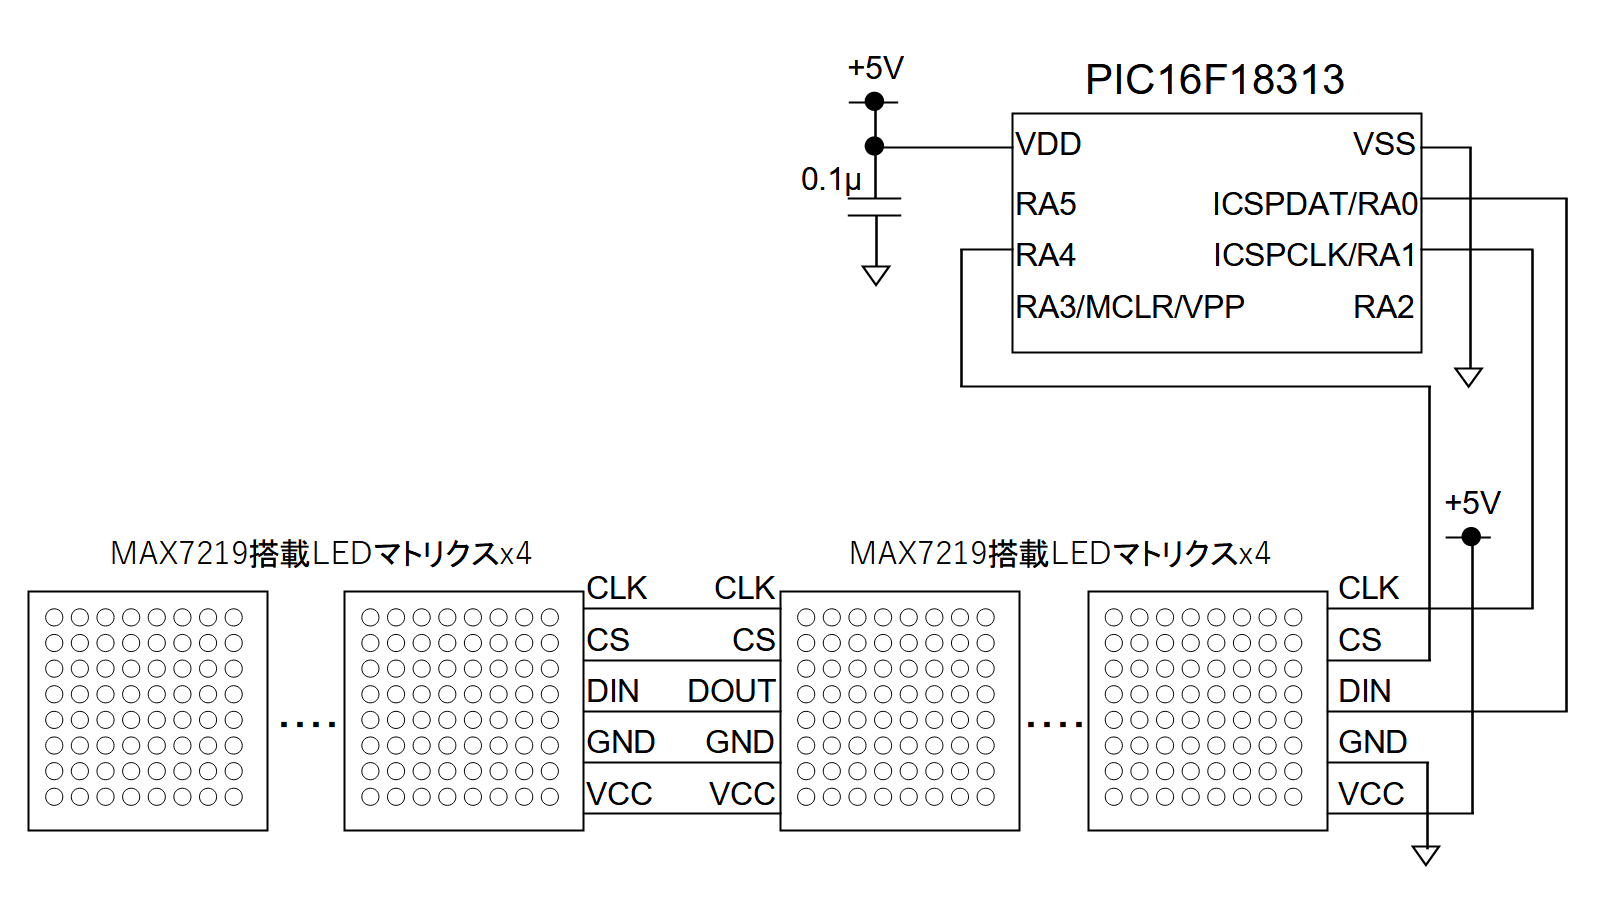 +5V
PIC16F18313
VDD
VSS
0.1μ
RA5
ICSPDAT/RA0
RA4
ICSPCLK/RA1
RA3/MCLR/VPP
RA2
+5V
MAX7219搭載LEDマトリクスx4
MAX7219搭載LEDマトリクスx4
CLK
CLK
CLK
CS
CS
CS
DIN
DOUT
DIN
GND
GND
GND
VCC
VCC
VCC